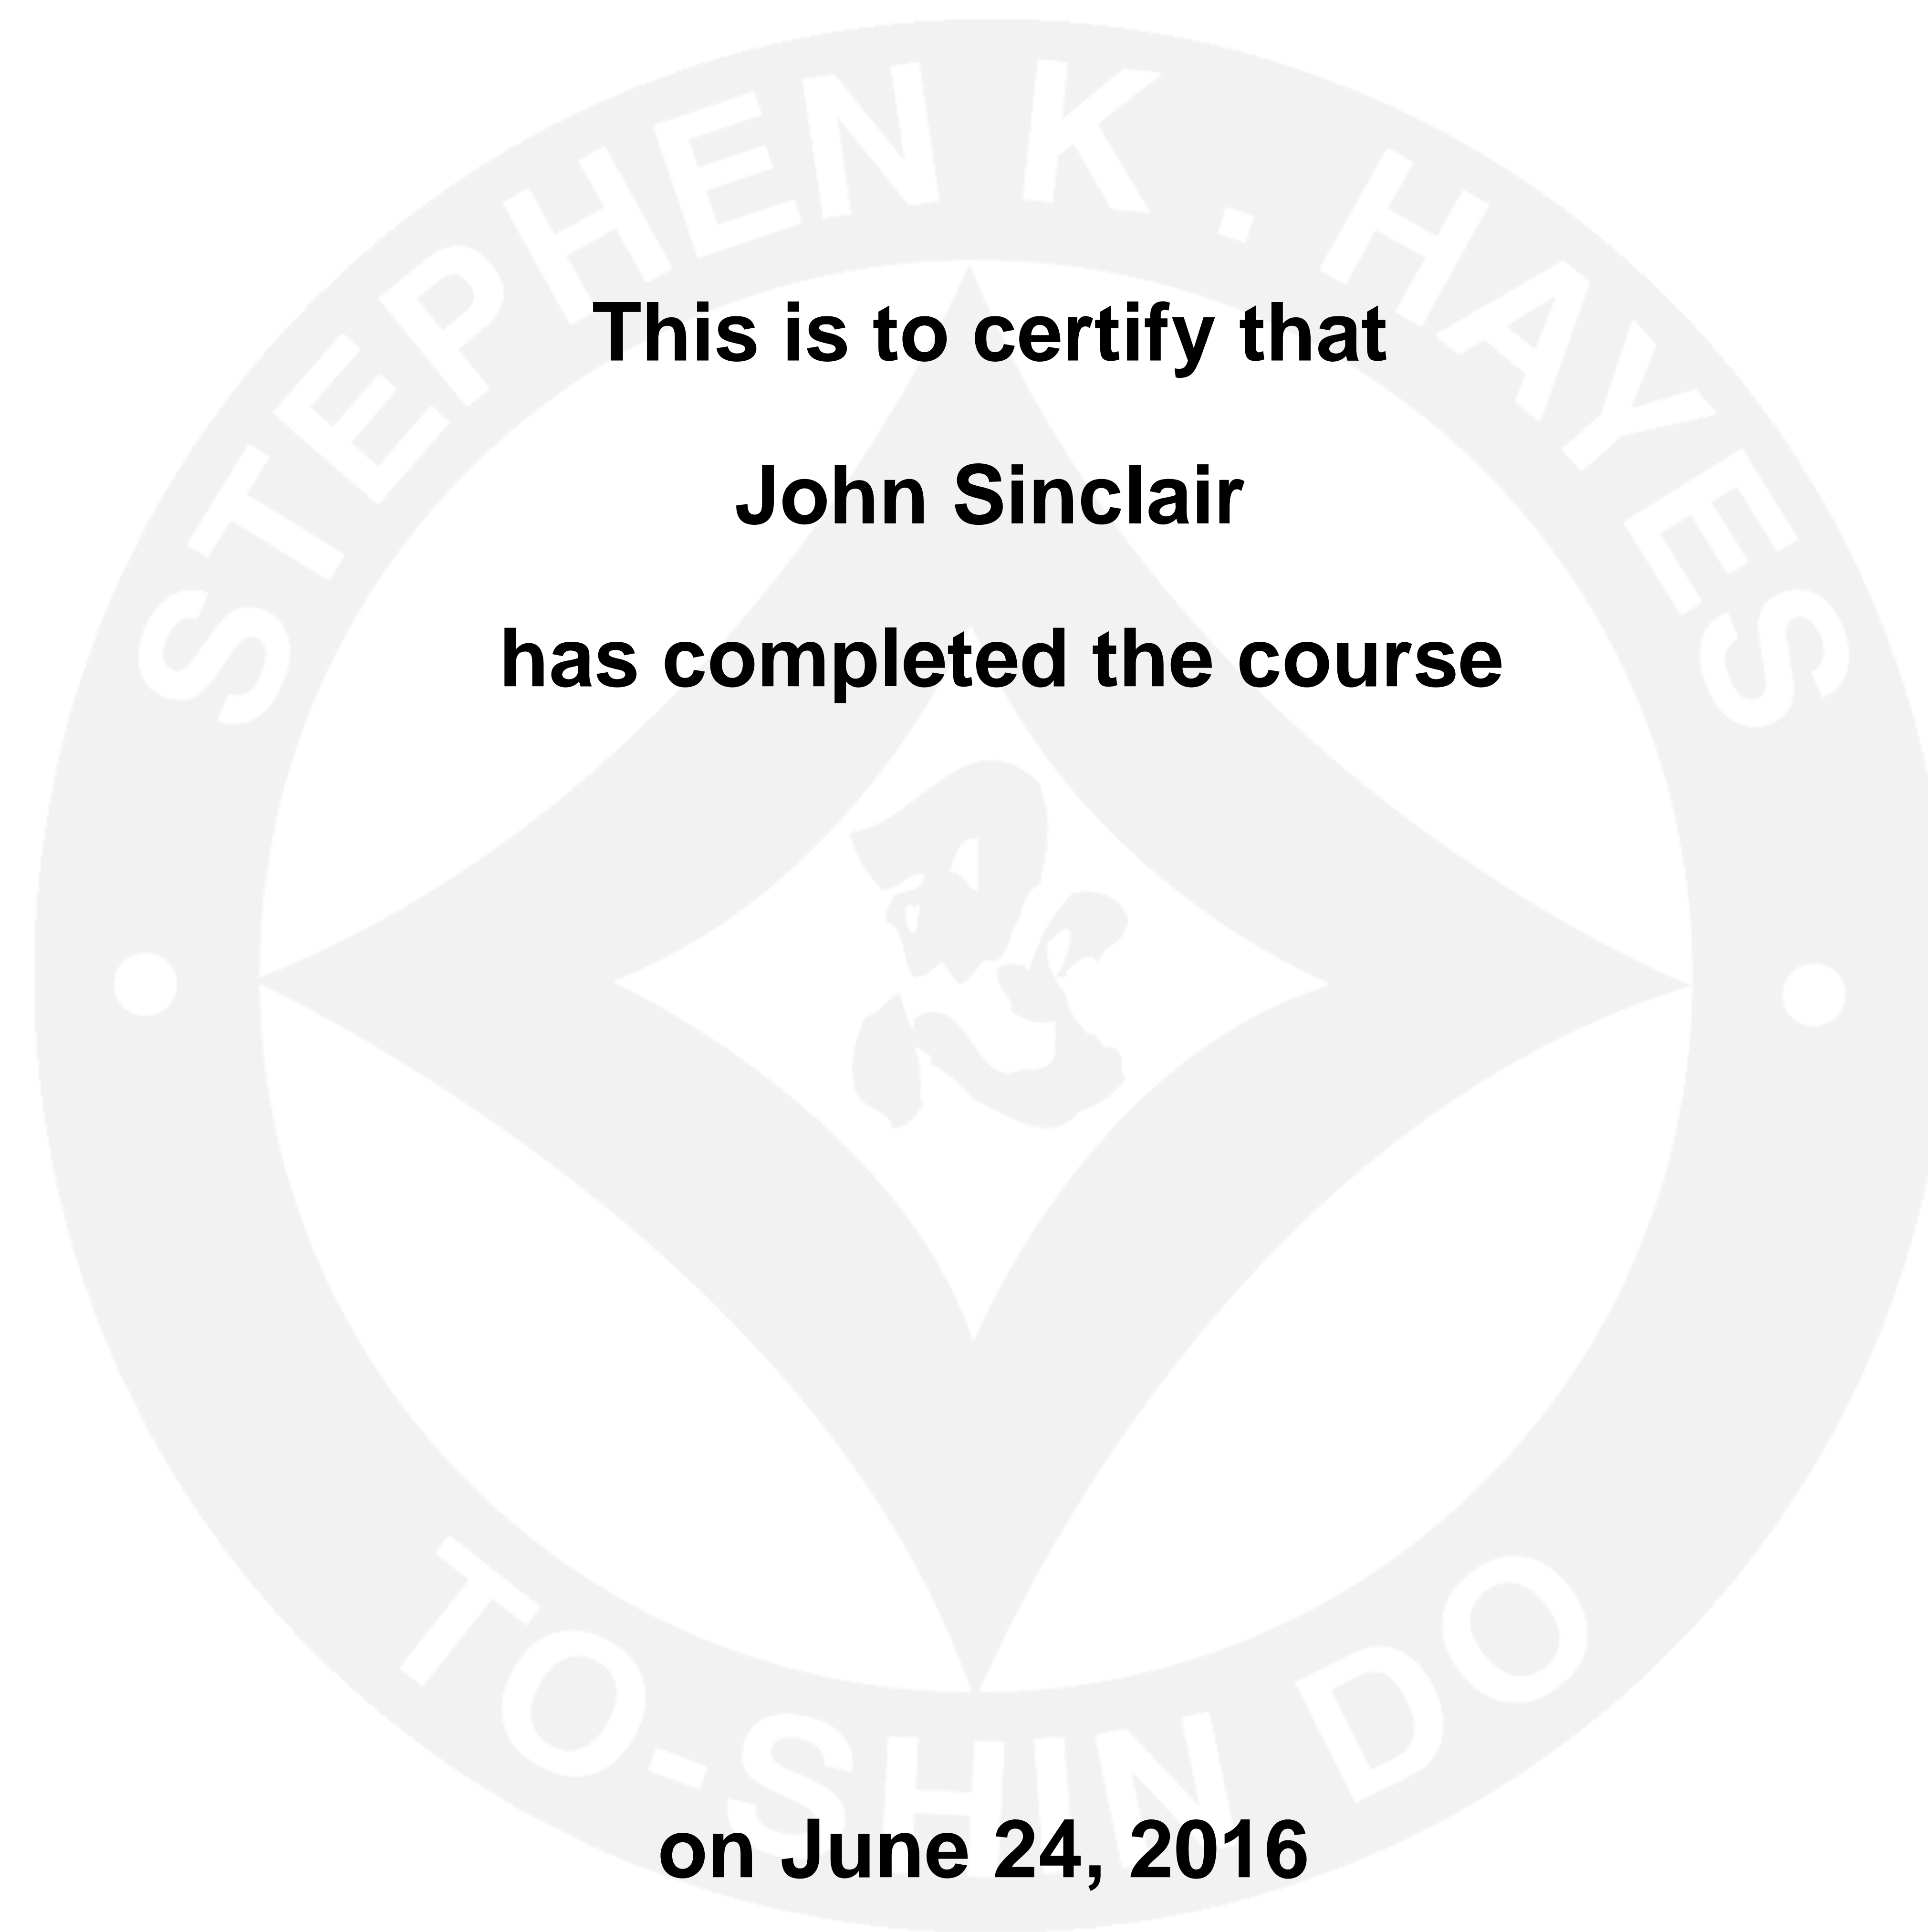 STEPHEN K. HAYES
This is to certify that
John Sinclair
has completed the course
忍
TO-SHIN DO
on June 24, 2016